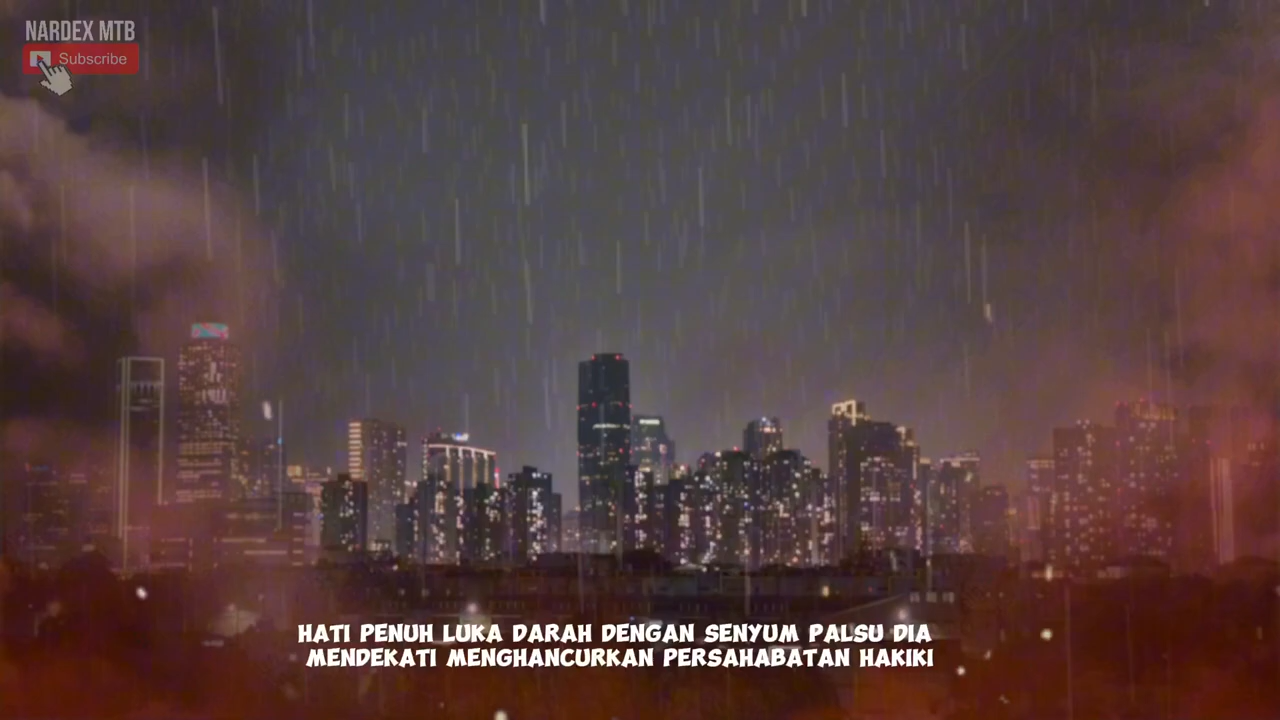 NARDEX MTB
Subscribe
HATI PENUH LUKA DARAH DENGAN SENYUM PALSU DIA
MENDEKATI MENGHANCURKAN PERSAHABATAN HAKIKI